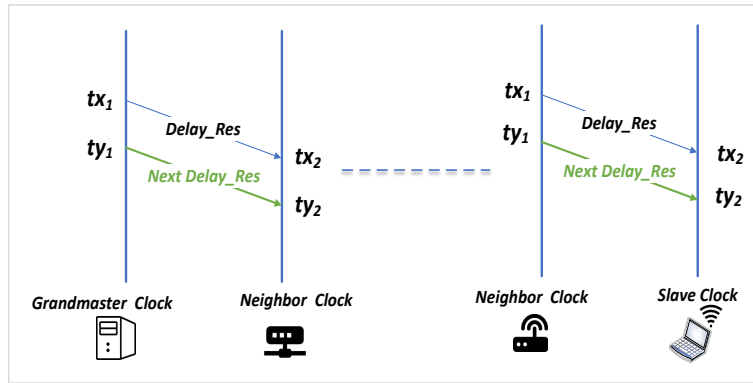 tx1
Delay_Res
ty1
tx2
Next Delay_Res
ty2
tx1
Delay_Res
ty1
tx2
Next Delay_Res
ty2
Grandmaster Clock
Neighbor Clock
Neighbor Clock
Slave Clock